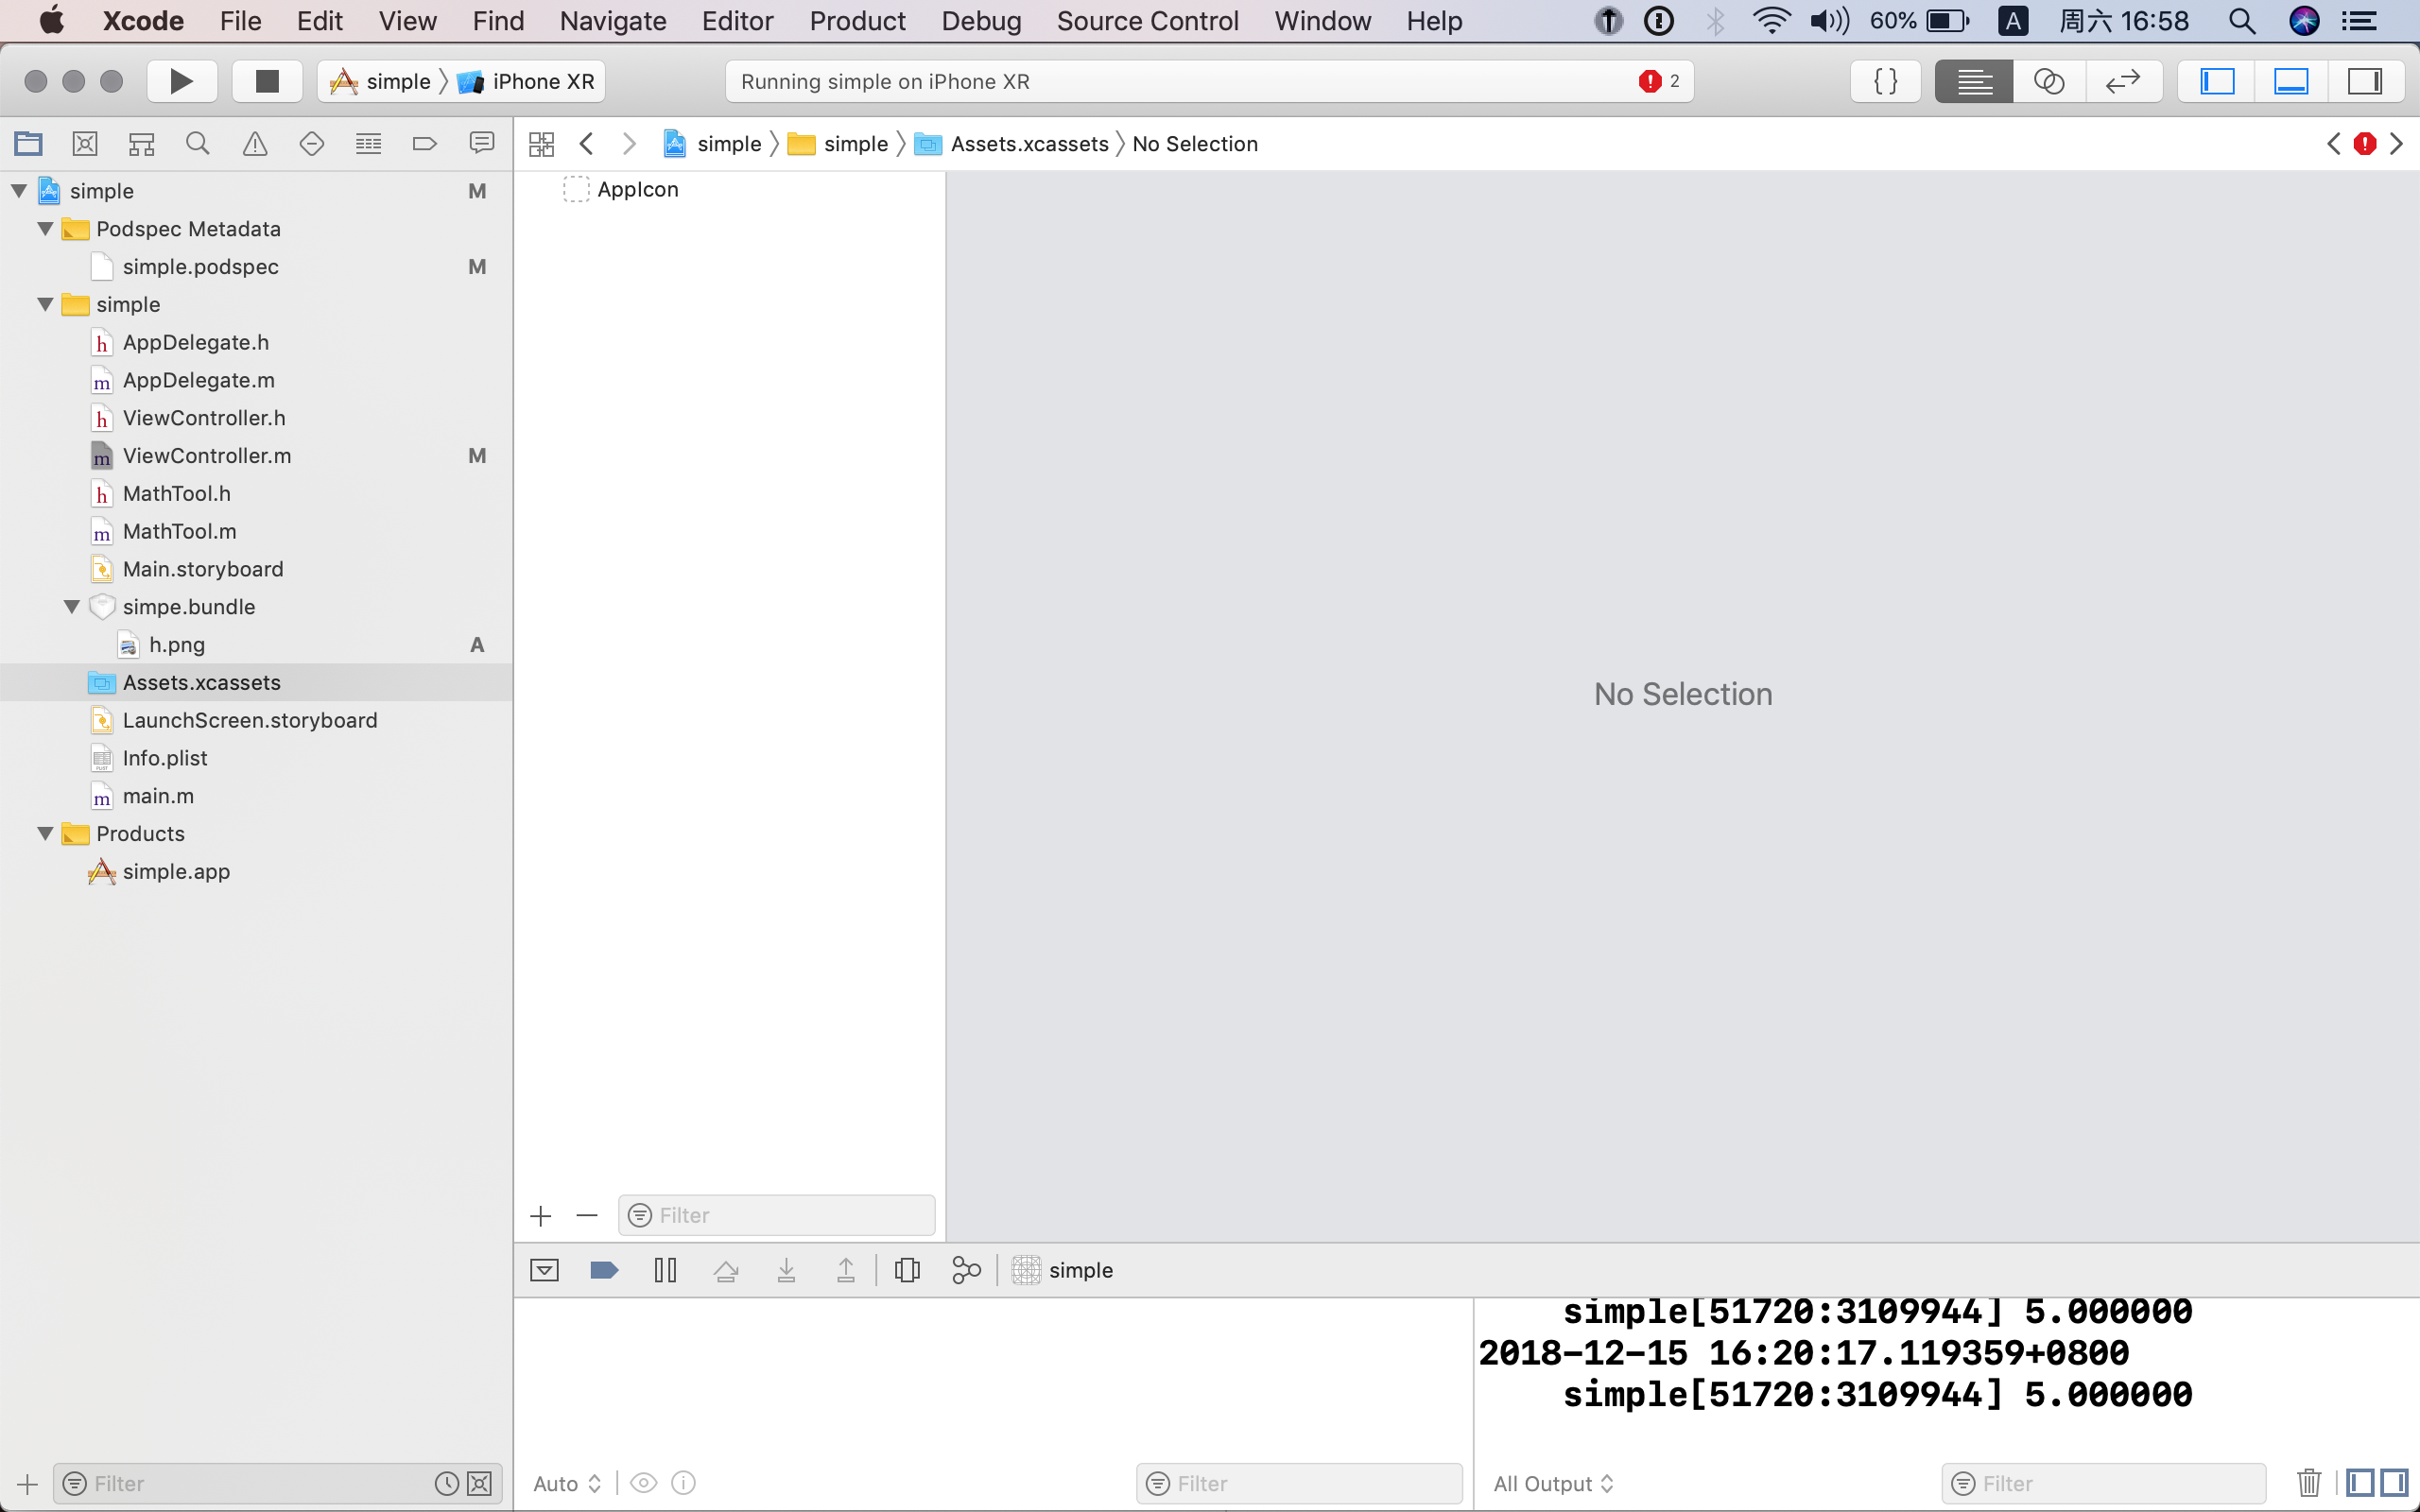 Xcode File Edit View Find Navigate Editor Product Debug Source Control Window Help 60% A 周六 16:58
simple iPhone XR
Running simple on iPhone XR 2
simple simple Assets.xcassets No Selection
simple M
Podspec Metadata
simple.podspec M
simple
h AppDelegate.h
m AppDelegate.m
h ViewController.h
m ViewController.m M
h MathTool.h
m MathTool.m
Main.storyboard
simpe.bundle
h.png A
Assets.xcassets
LaunchScreen.storyboard
Info.plist
m main.m
Products
simple.app
Filter
AppIcon
No Selection
Filter
simple
Auto
Filter
simple[51720:3109944] 5.000000
2018-12-15 16:20:17.119359+0800
simple[51720:3109944] 5.000000
All Output
Filter